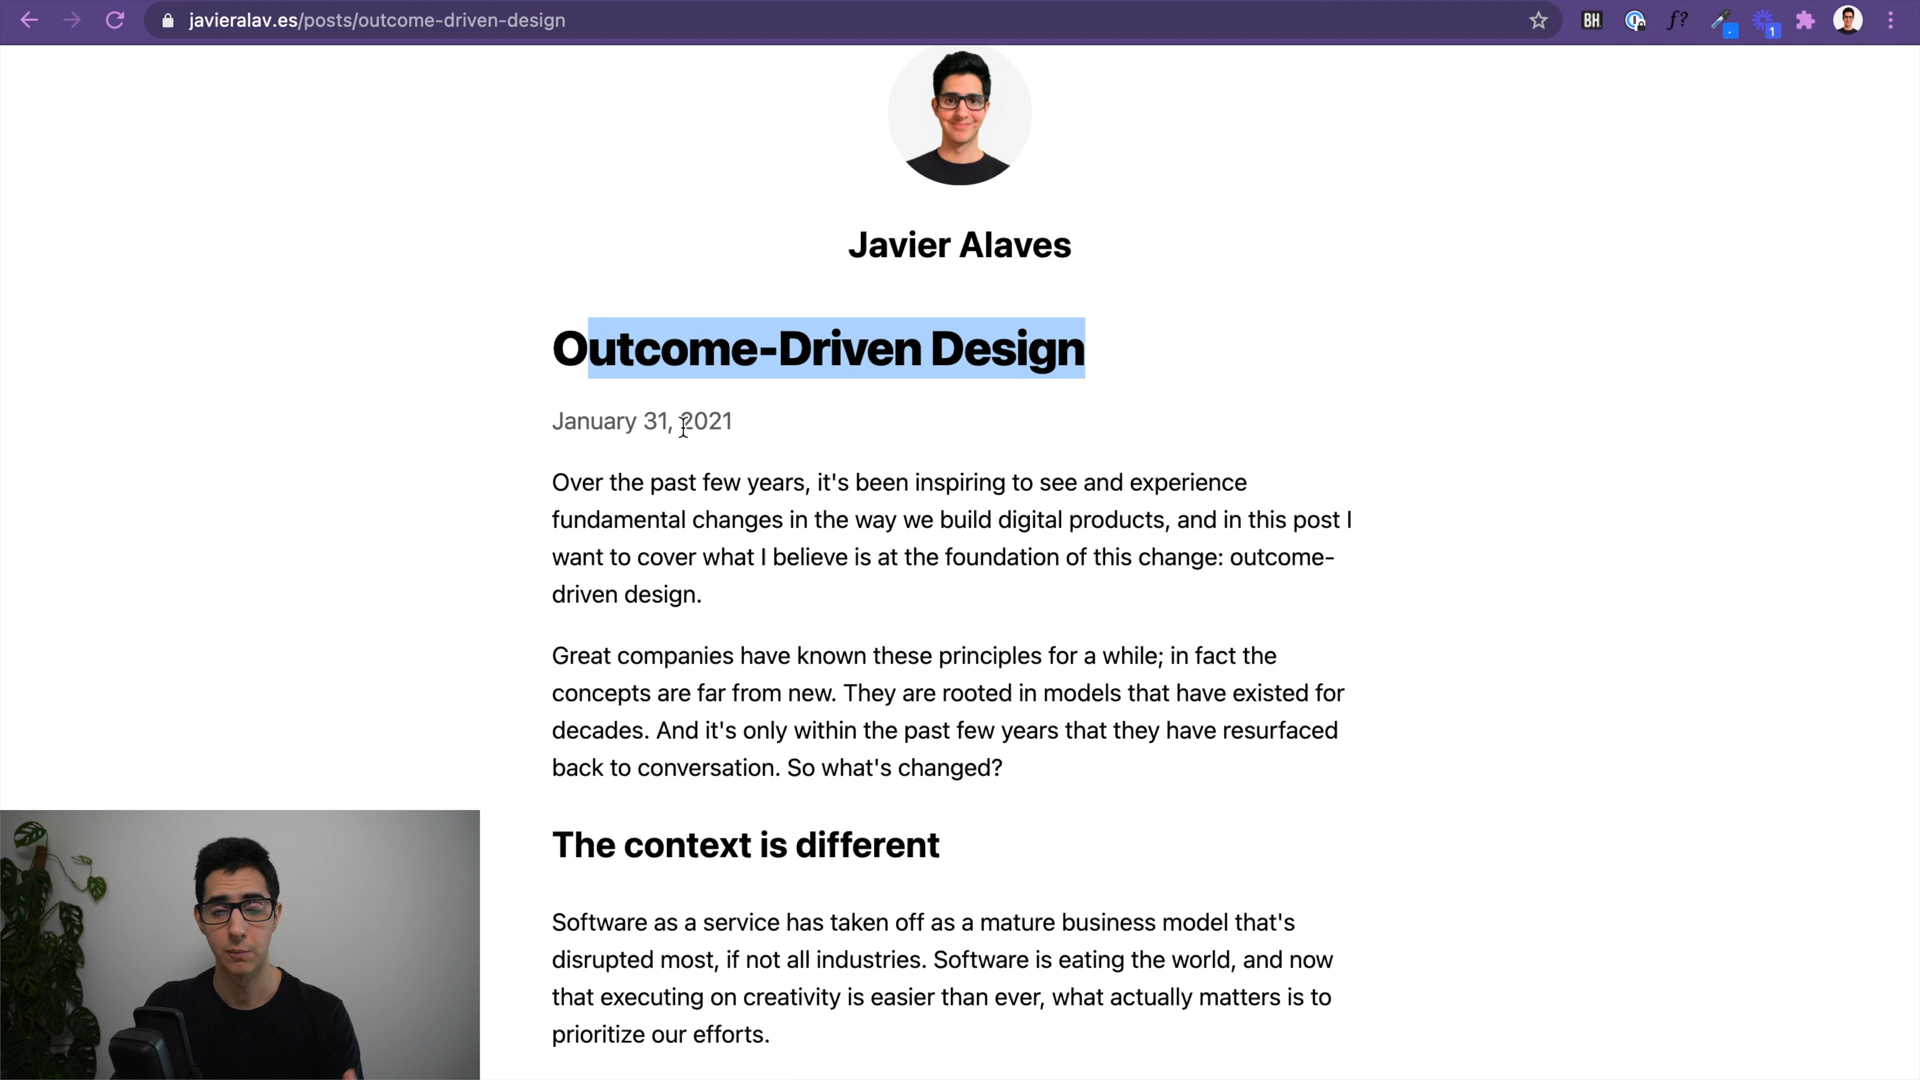 javieralav.es/posts/outcome-driven-design
BH
f?
1
Javier Alaves
Outcome-Driven Design
January 31, 2021
Over the past few years, it's been inspiring to see and experience
fundamental changes in the way we build digital products, and in this post I
want to cover what I believe is at the foundation of this change: outcome-
driven design.
Great companies have known these principles for a while; in fact the
concepts are far from new. They are rooted in models that have existed for
decades. And it's only within the past few years that they have resurfaced
back to conversation. So what's changed?
The context is different
Software as a service has taken off as a mature business model that's
disrupted most, if not all industries. Software is eating the world, and now
that executing on creativity is easier than ever, what actually matters is to
prioritize our efforts.